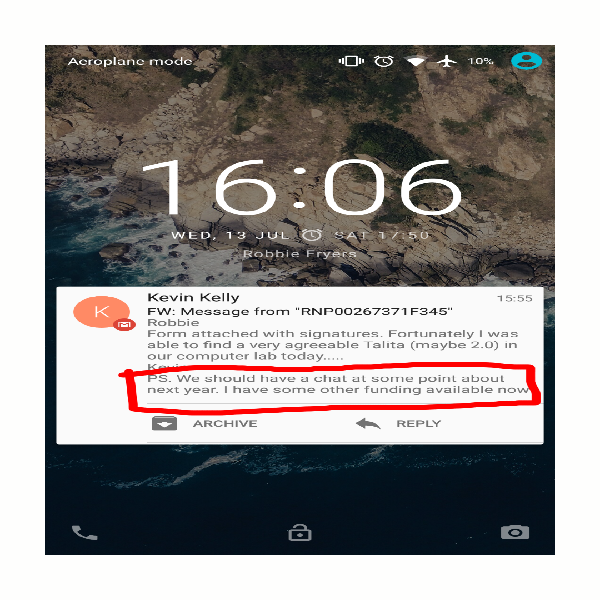 Aeroplane mode
10%
16:06
WED, 13 JUL SAT 17:50
Robbie Fryers
K
Kevin Kelly 15:55
FW: Message from "RNP00267371F345"
Robbie
Form attached with signatures. Fortunately I was
able to find a very agreeable Talita (maybe 2.0) in
our computer lab today.....
Kevin
PS. We should have a chat at some point about
next year. I have some other funding available now
ARCHIVE REPLY